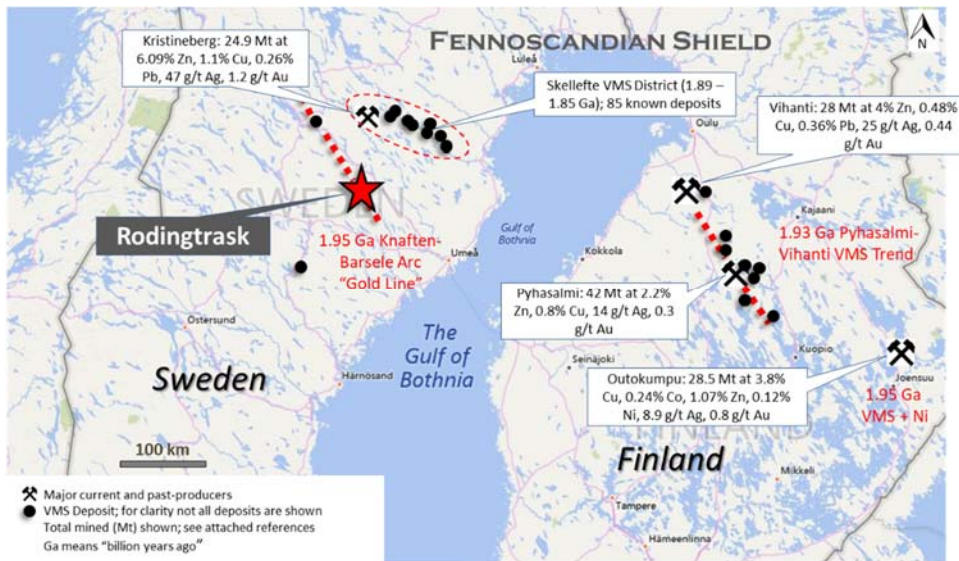 FENNOSCANDIAN SHIELD
N
Kristineberg: 24.9 Mt at
6.09% Zn, 1.1% Cu, 0.26%
Pb, 47 g/t Ag, 1.2 g/t Au
Luleå
Skellefte VMS District (1.89 –
1.85 Ga); 85 known deposits
Vihanti: 28 Mt at 4% Zn, 0.48%
Cu, 0.36% Pb, 25 g/t Ag, 0.44
g/t Au
Oulu
SWEDEN
Rodingtrask
1.95 Ga Knaften-
Barsele Arc
"Gold Line"
Umeå
Gulf of
Bothnia
Kokkola
Kajaani
1.93 Ga Pyhasalmi-
Vihanti VMS Trend
Pyhasalmi: 42 Mt at 2.2%
Zn, 0.8% Cu, 14 g/t Ag, 0.3
g/t Au
Östersund
The
Gulf of
Bothnia
Seinäjoki
Kuopio
Sweden
Härnösand
Joensuu
Outokumpu: 28.5 Mt at 3.8%
Cu, 0.24% Co, 1.07% Zn, 0.12%
Ni, 8.9 g/t Ag, 0.8 g/t Au
1.95 Ga
VMS + Ni
FINLAND
Finland
100 km
Mikkeli
Tampere
Hämeenlinna
Major current and past-producers
VMS Deposit; for clarity not all deposits are shown
Total mined (Mt) shown; see attached references
Ga means "billion years ago"